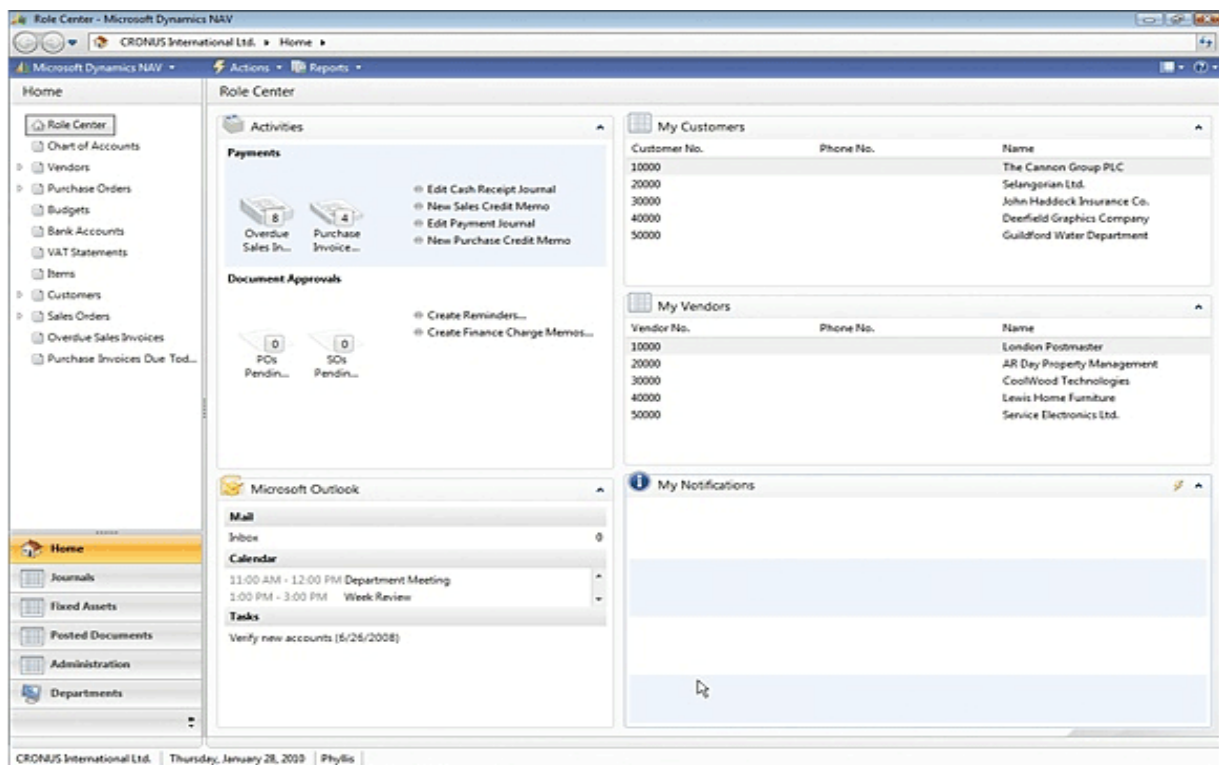 Role Center - Microsoft Dynamics NAV
CRONUS International Ltd. Home
Microsoft Dynamics NAV Actions Reports
Home
Role Center
Chart of Accounts
Vendors
Purchase Orders
Budgets
Bank Accounts
VAT Statements
Items
Customers
Sales Orders
Overdue Sales Invoices
Purchase Invoices Due Tod...
Home
Journals
Fixed Assets
Posted Documents
Administration
Departments
Role Center
Activities
Payments
8
Overdue
Sales In...
4
Purchase
Invoice...
Edit Cash Receipt Journal
New Sales Credit Memo
Edit Payment Journal
New Purchase Credit Memo
Document Approvals
0
POs
Pendin...
0
SOs
Pendin...
Create Reminders...
Create Finance Charge Memos...
Microsoft Outlook
Mail
Inbox 0
Calendar
11:00 AM - 12:00 PM Department Meeting
1:00 PM - 3:00 PM Week Review
Tasks
Verify new accounts (6/26/2008)
My Customers
Customer No. Phone No. Name
10000 The Cannon Group PLC
20000 Selangorian Ltd.
30000 John Haddock Insurance Co.
40000 Deerfield Graphics Company
50000 Guildford Water Department
My Vendors
Vendor No. Phone No. Name
10000 London Postmaster
20000 AR Day Property Management
30000 CoolWood Technologies
40000 Lewis Home Furniture
50000 Service Electronics Ltd.
My Notifications
CRONUS International Ltd. Thursday, January 28, 2010 Phyllis